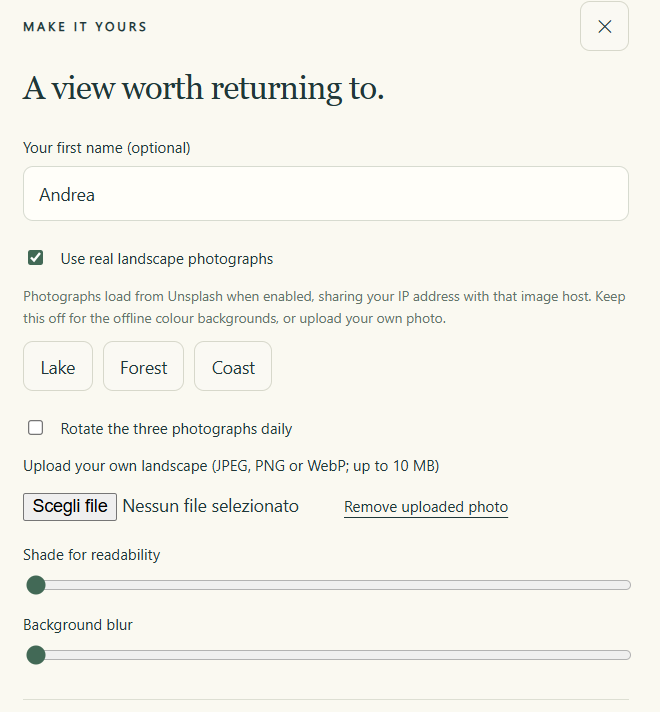 MAKE IT YOURS
A view worth returning to.
Your first name (optional)
Andrea
Use real landscape photographs
Photographs load from Unsplash when enabled, sharing your IP address with that image host. Keep
this off for the offline colour backgrounds, or upload your own photo.
Lake Forest Coast
Rotate the three photographs daily
Upload your own landscape (JPEG, PNG or WebP; up to 10 MB)
Scegli file Nessun file selezionato Remove uploaded photo
Shade for readability
Background blur